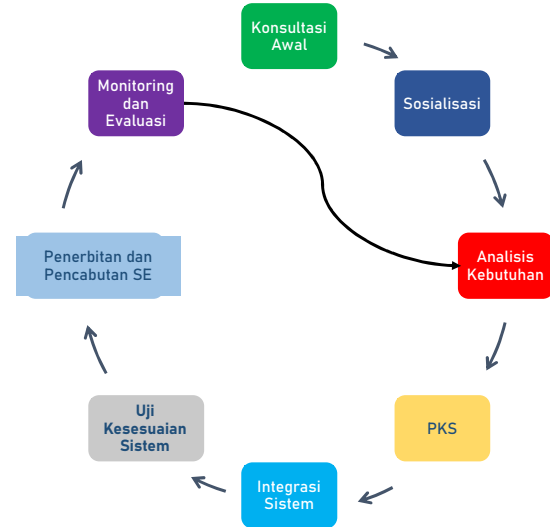 Konsultasi
Awal
Sosialisasi
Analisis
Kebutuhan
PKS
Integrasi
Sistem
Uji
Kesesuaian
Sistem
Penerbitan dan
Pencabutan SE
Monitoring
dan
Evaluasi